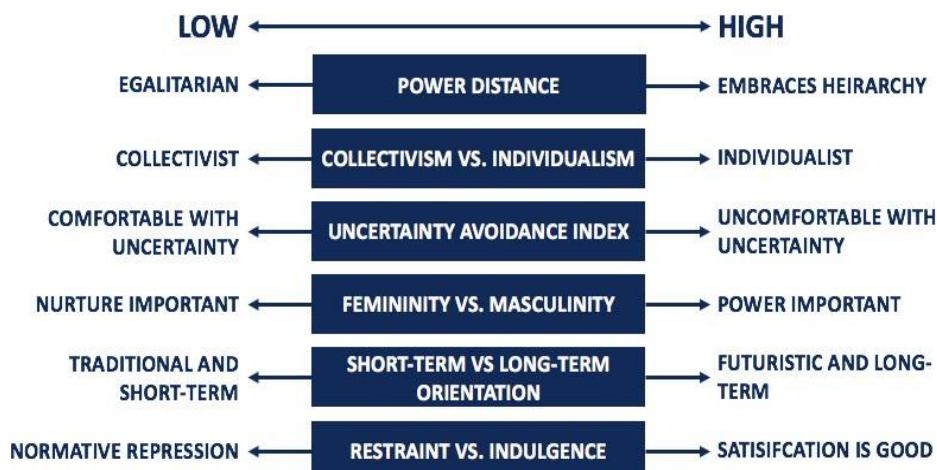 LOW HIGH
EGALITARIAN POWER DISTANCE EMBRACES HEIRARCHY
COLLECTIVIST COLLECTIVISM VS. INDIVIDUALISM INDIVIDUALIST
COMFORTABLE WITH
UNCERTAINTY
UNCERTAINTY AVOIDANCE INDEX
UNCOMFORTABLE WITH
UNCERTAINTY
NURTURE IMPORTANT FEMININITY VS. MASCULINITY POWER IMPORTANT
TRADITIONAL AND
SHORT-TERM
SHORT-TERM VS LONG-TERM
ORIENTATION
FUTURISTIC AND LONG-
TERM
NORMATIVE REPRESSION RESTRAINT VS. INDULGENCE SATISIFCATION IS GOOD